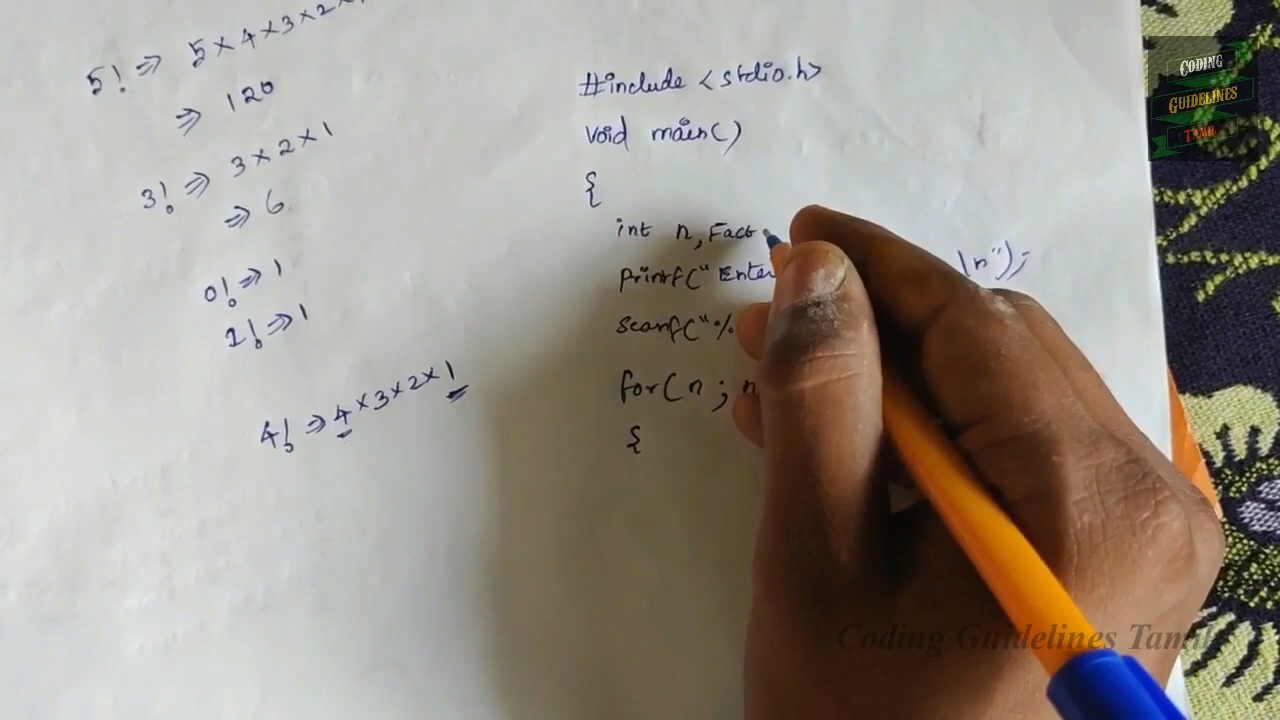 5! => 5 × 4 × 3 × 2 ×
=> 120
3! => 3 × 2 × 1
=> 6
0! => 1
1! => 1
4! => 4 × 3 × 2 × 1
#include <stdio.h>
void main()
{
int n, Fact
printf(" Enter \n");
scanf("%
for(n ; n
{
CODING
GUIDELINES
TAMIL
Coding Guidelines Tamil